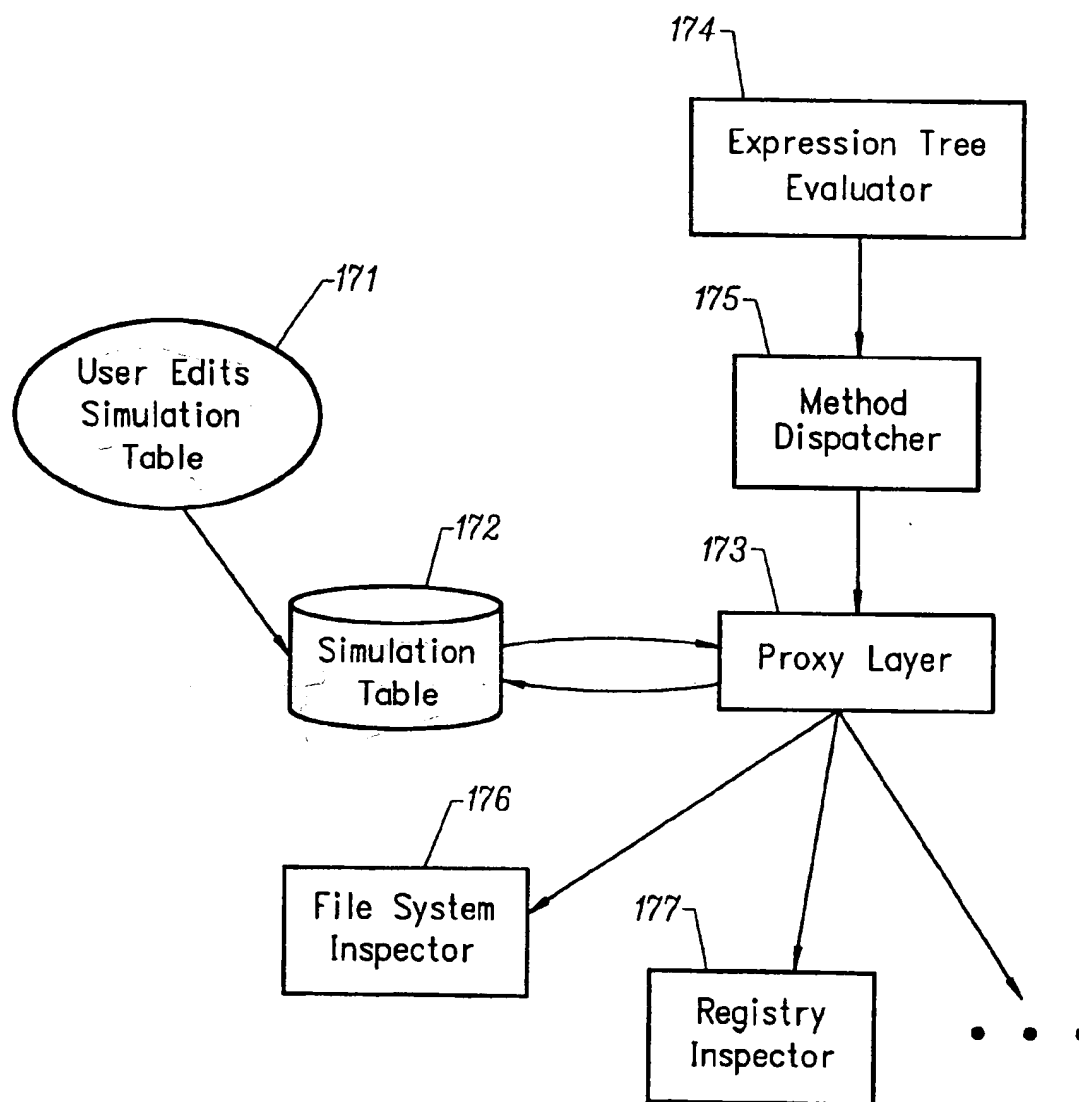 174
Expression Tree
Evaluator
171
175
User Edits
Simulation
Table
Method
Dispatcher
172
173
Simulation
Table
Proxy Layer
176
File System
Inspector
177
Registry
Inspector